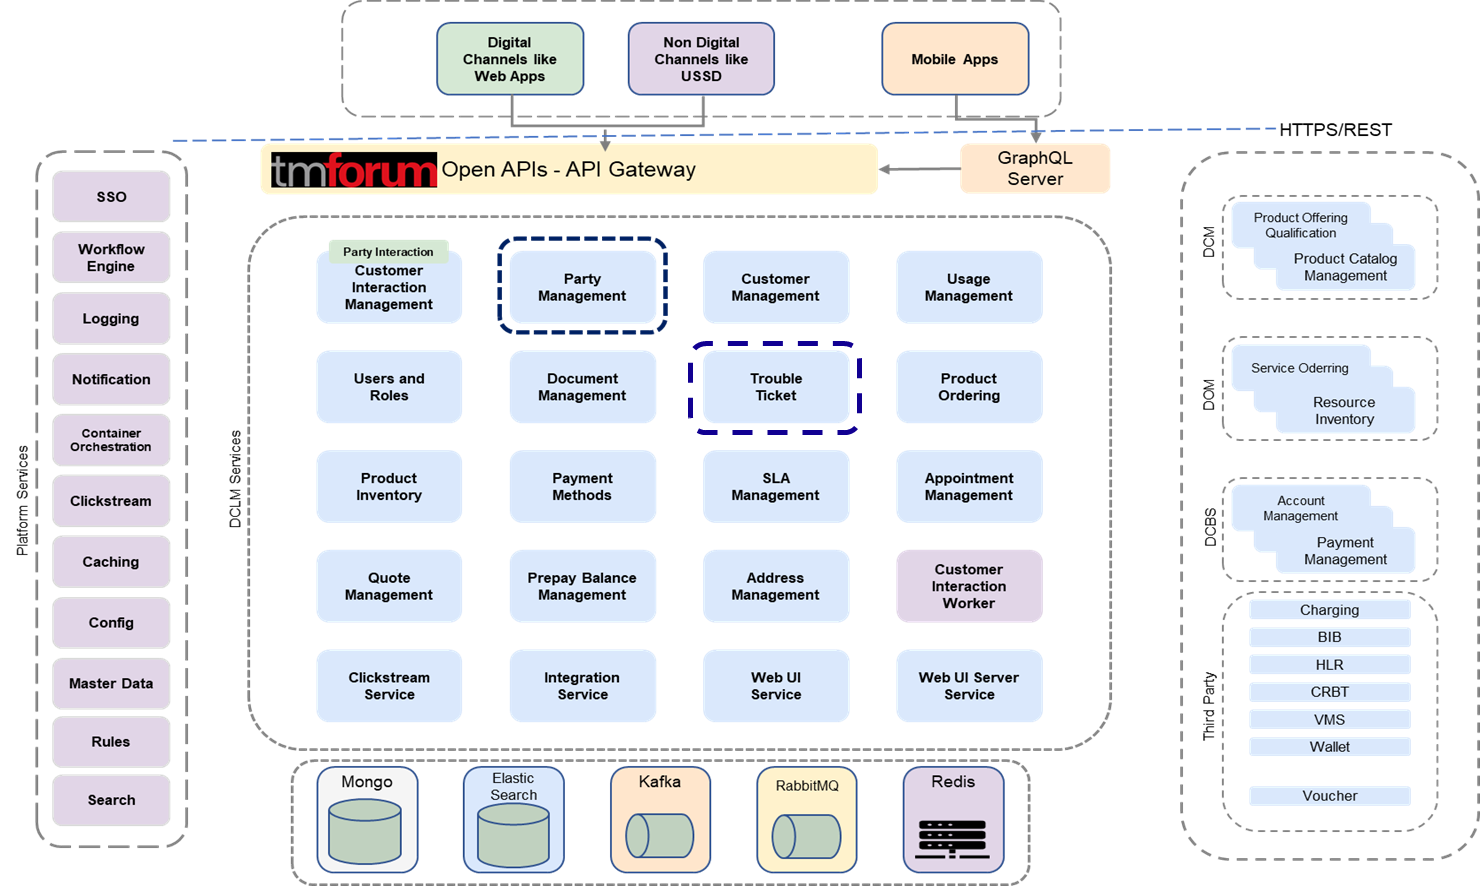 Digital
Channels like
Web Apps
Non Digital
Channels like
USSD
Mobile Apps
HTTPS/REST
tmforum Open APIs - API Gateway
GraphQL
Server
Platform Services
SSO
Workflow
Engine
Logging
Notification
Container
Orchestration
Clickstream
Caching
Config
Master Data
Rules
Search
DCLM Services
Party Interaction
Customer
Interaction
Management
Party
Management
Customer
Management
Usage
Management
Users and
Roles
Document
Management
Trouble
Ticket
Product
Ordering
Product
Inventory
Payment
Methods
SLA
Management
Appointment
Management
Quote
Management
Prepay Balance
Management
Address
Management
Customer
Interaction
Worker
Clickstream
Service
Integration
Service
Web UI
Service
Web UI Server
Service
Mongo
Elastic
Search
Kafka
RabbitMQ
Redis
DCM
Product Offering
Qualification
Product Catalog
Management
DOM
Service Oderring
Resource
Inventory
DCBS
Account
Management
Payment
Management
Third Party
Charging
BIB
HLR
CRBT
VMS
Wallet
Voucher